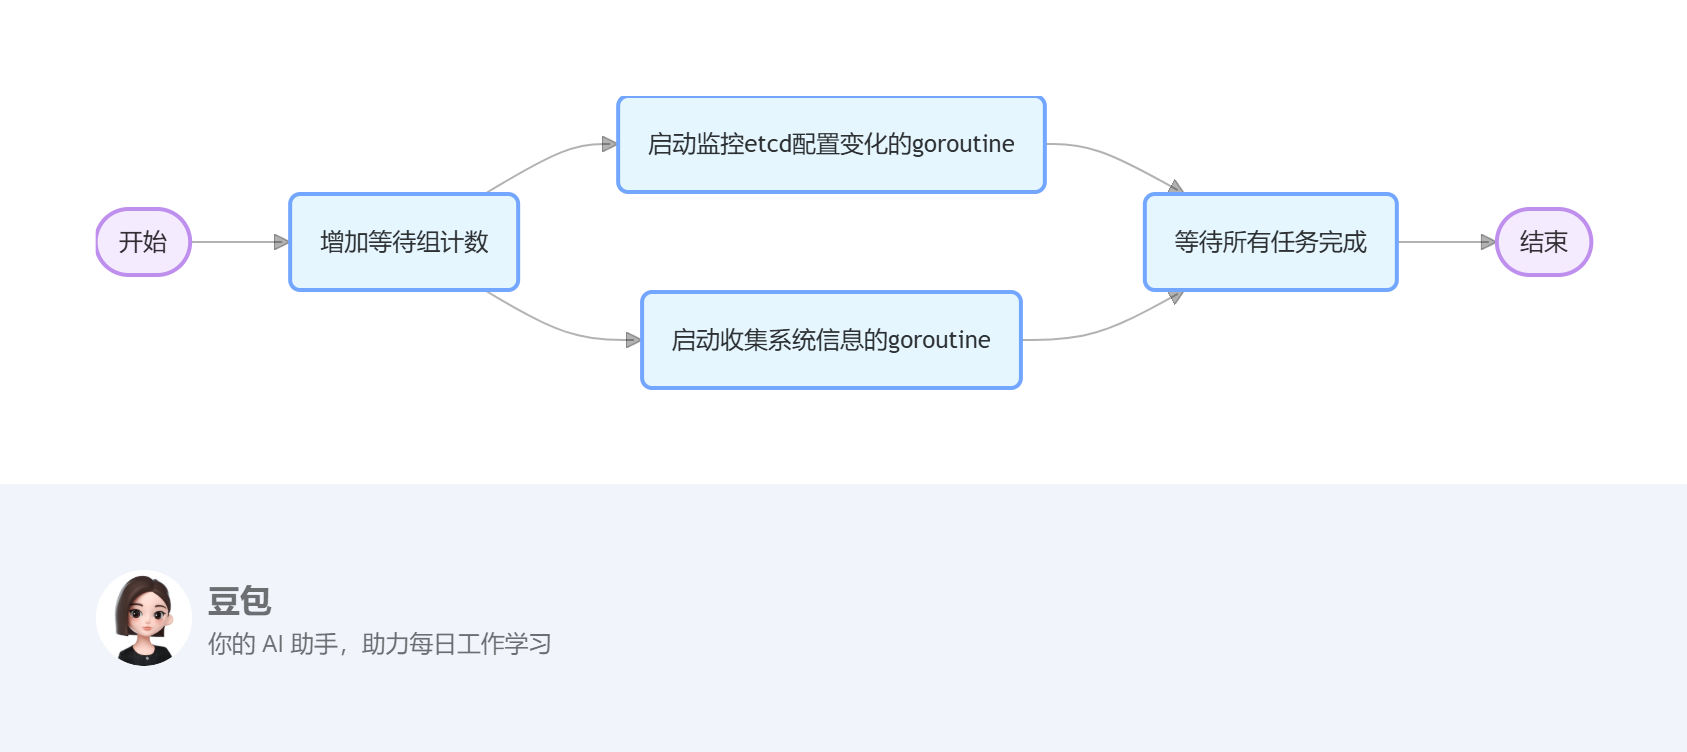 开始
增加等待组计数
启动监控etcd配置变化的goroutine
启动收集系统信息的goroutine
等待所有任务完成
结束
豆包
你的 AI 助手，助力每日工作学习